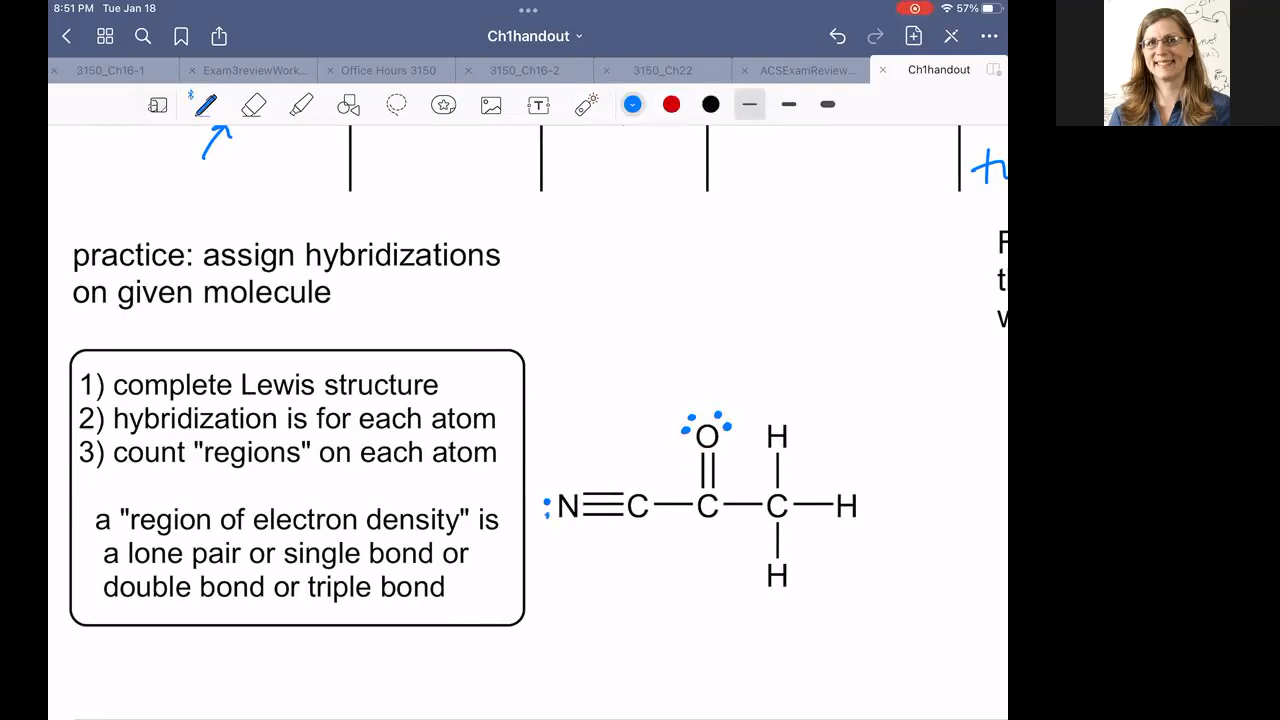 8:51 PM Tue Jan 18
57%
Ch1handout
3150_Ch16-1
Exam3reviewWork...
Office Hours 3150
3150_Ch16-2
3150_Ch22
ACSExamReview...
Ch1handout
T
practice: assign hybridizations
on given molecule
1) complete Lewis structure
2) hybridization is for each atom
3) count "regions" on each atom
a "region of electron density" is
a lone pair or single bond or
double bond or triple bond
O H
:N≡C—C—C—H
H